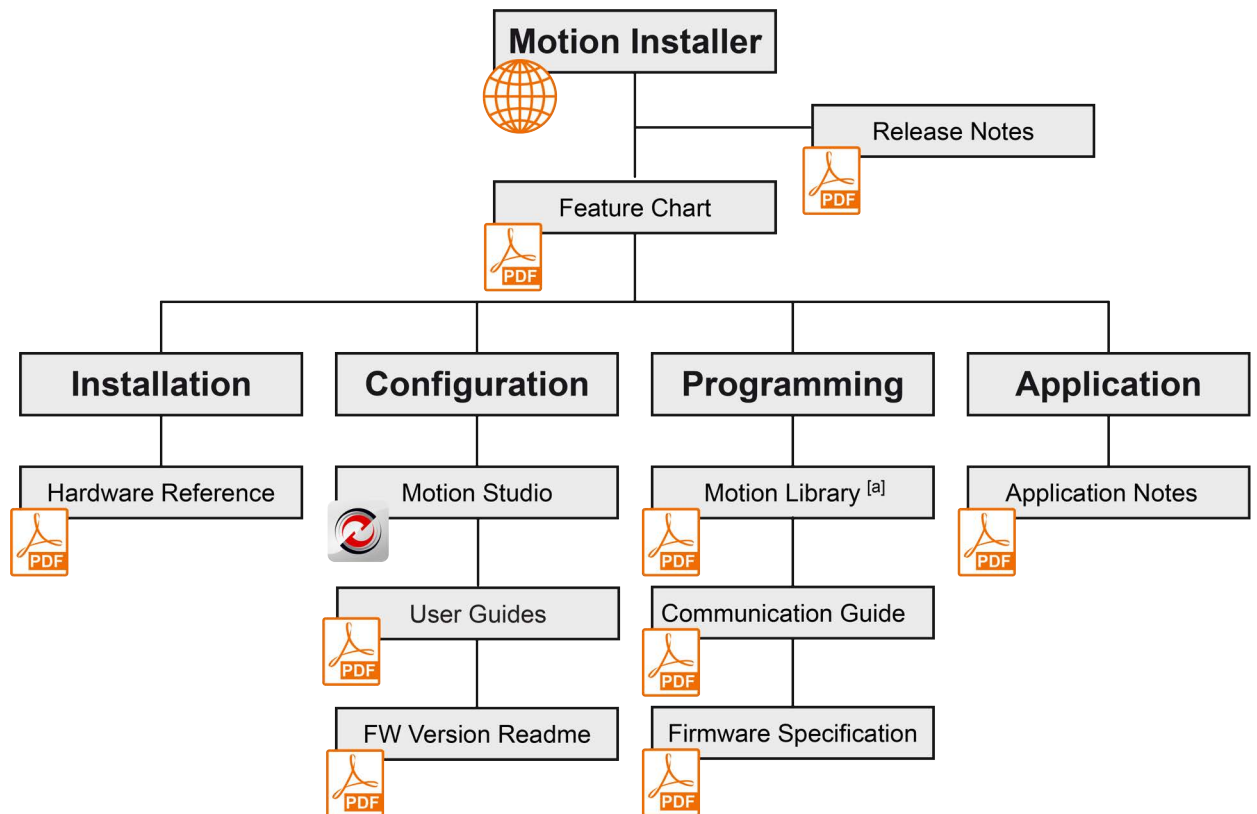 Motion Installer
Release Notes
PDF
Feature Chart
PDF
Installation
Configuration
Programming
Application
Hardware Reference
Motion Studio
Motion Library [a]
Application Notes
PDF
PDF
PDF
User Guides
Communication Guide
PDF
PDF
FW Version Readme
Firmware Specification
PDF
PDF